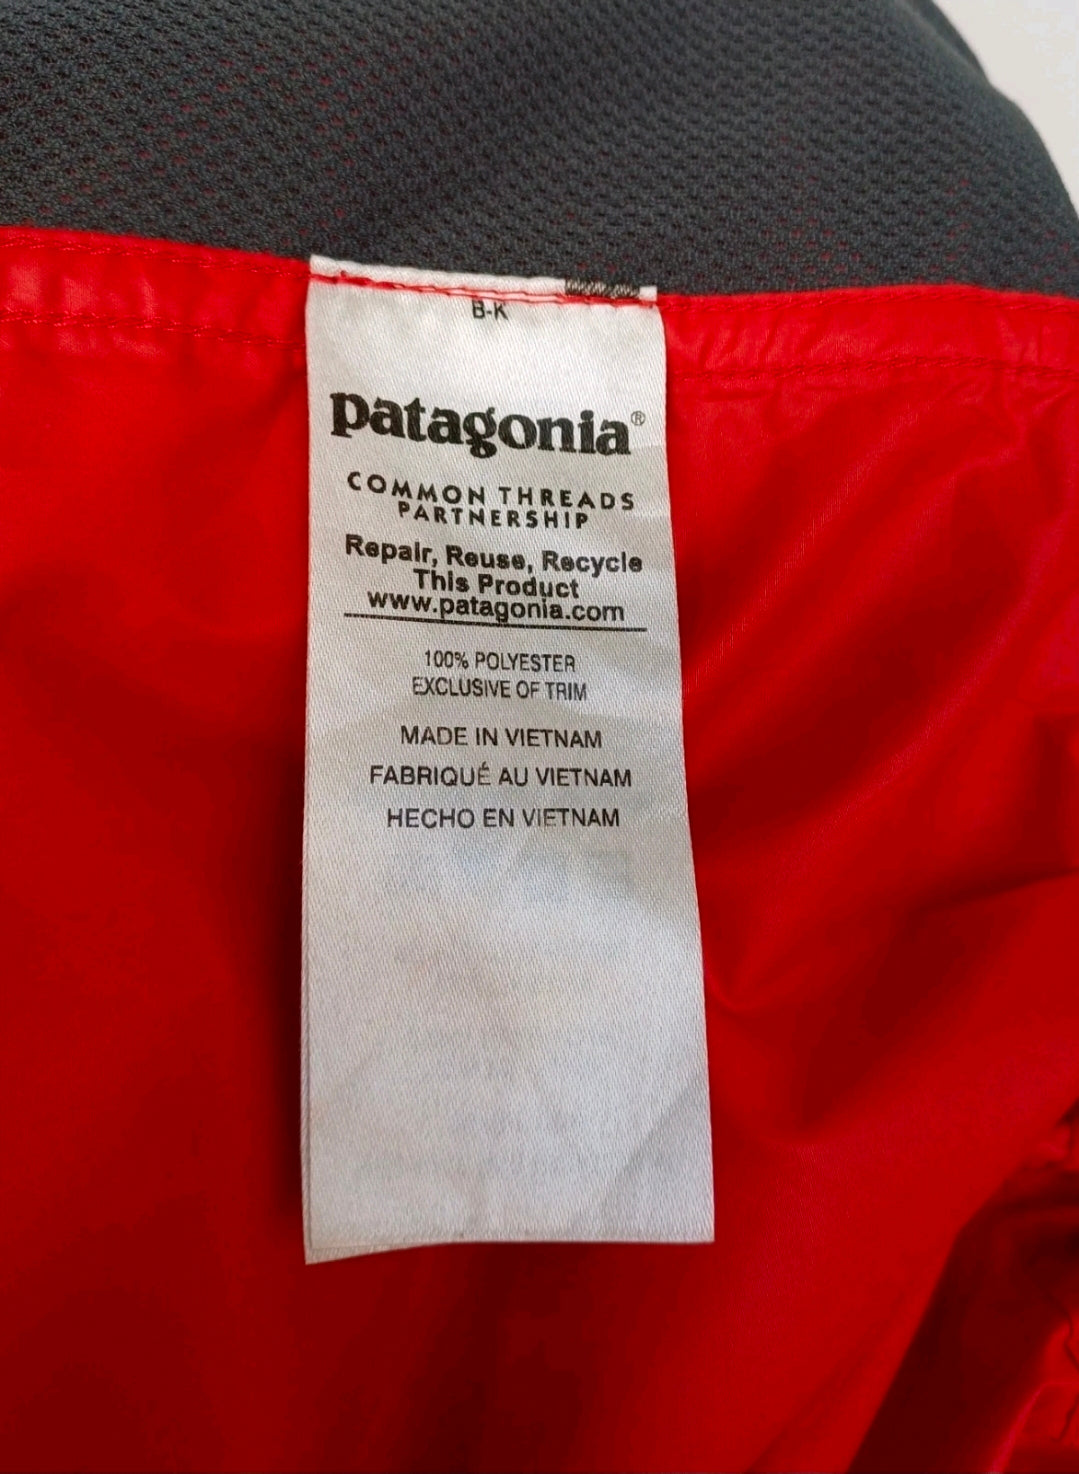 B-K
patagonia®
COMMON THREADS
PARTNERSHIP
Repair, Reuse, Recycle
This Product
www.patagonia.com
100% POLYESTER
EXCLUSIVE OF TRIM
MADE IN VIETNAM
FABRIQUÉ AU VIETNAM
HECHO EN VIETNAM